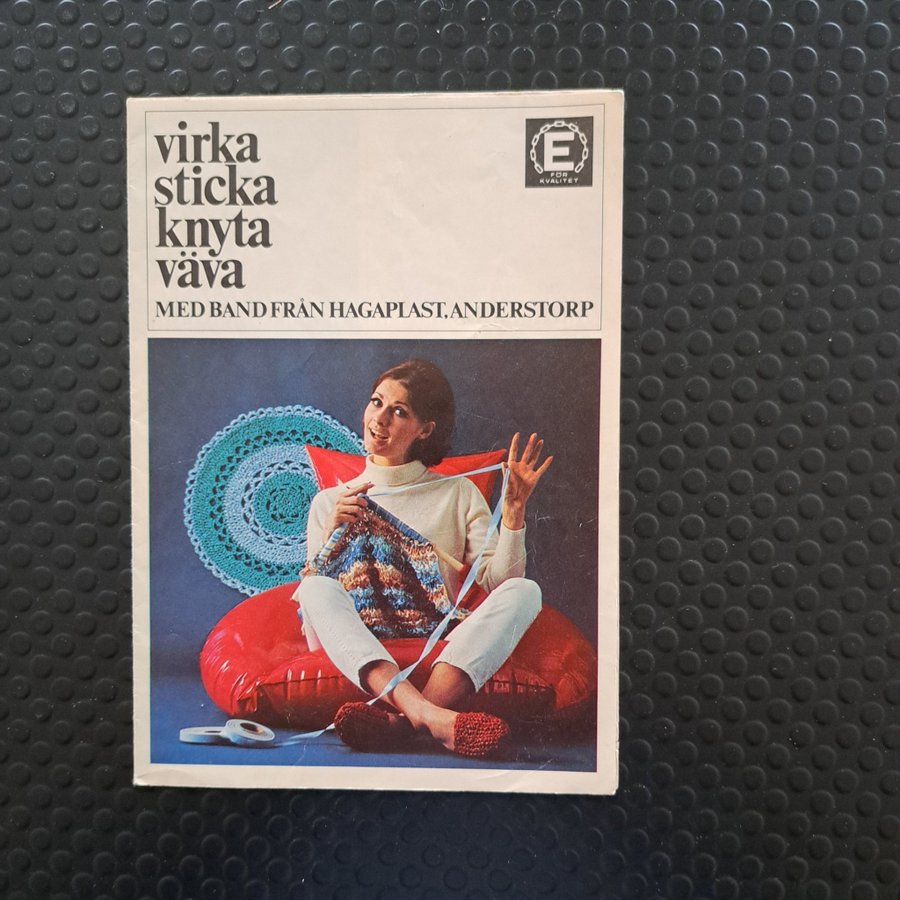 virka
sticka
knyta
väva
MED BAND FRÅN HAGAPLAST, ANDERSTORP
E
FÖR
KVALITET